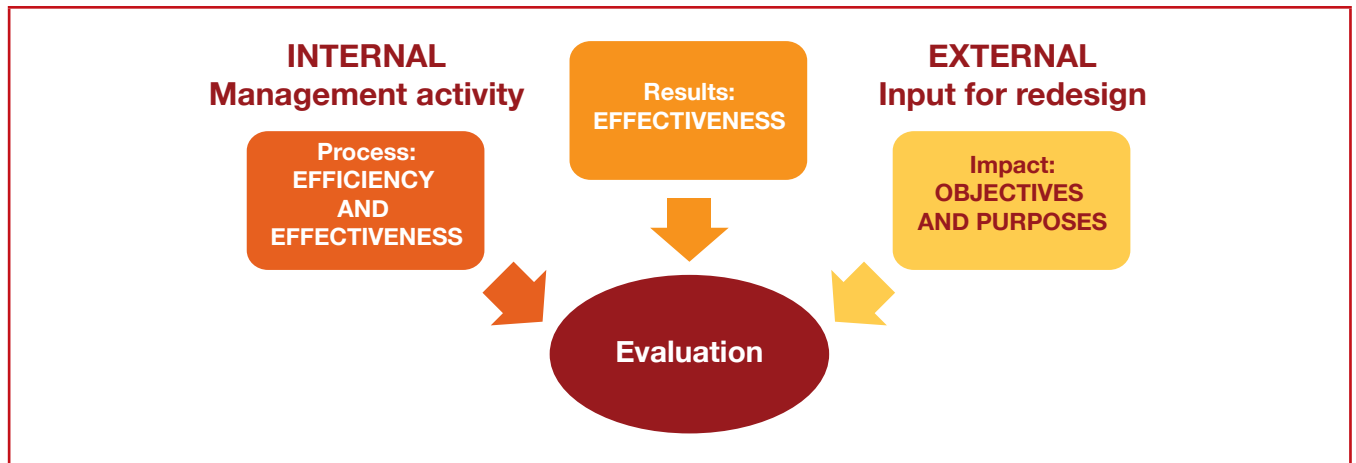 INTERNAL
Management activity
Process:
EFFICIENCY
AND
EFFECTIVENESS
Results:
EFFECTIVENESS
EXTERNAL
Input for redesign
Impact:
OBJECTIVES
AND PURPOSES
Evaluation